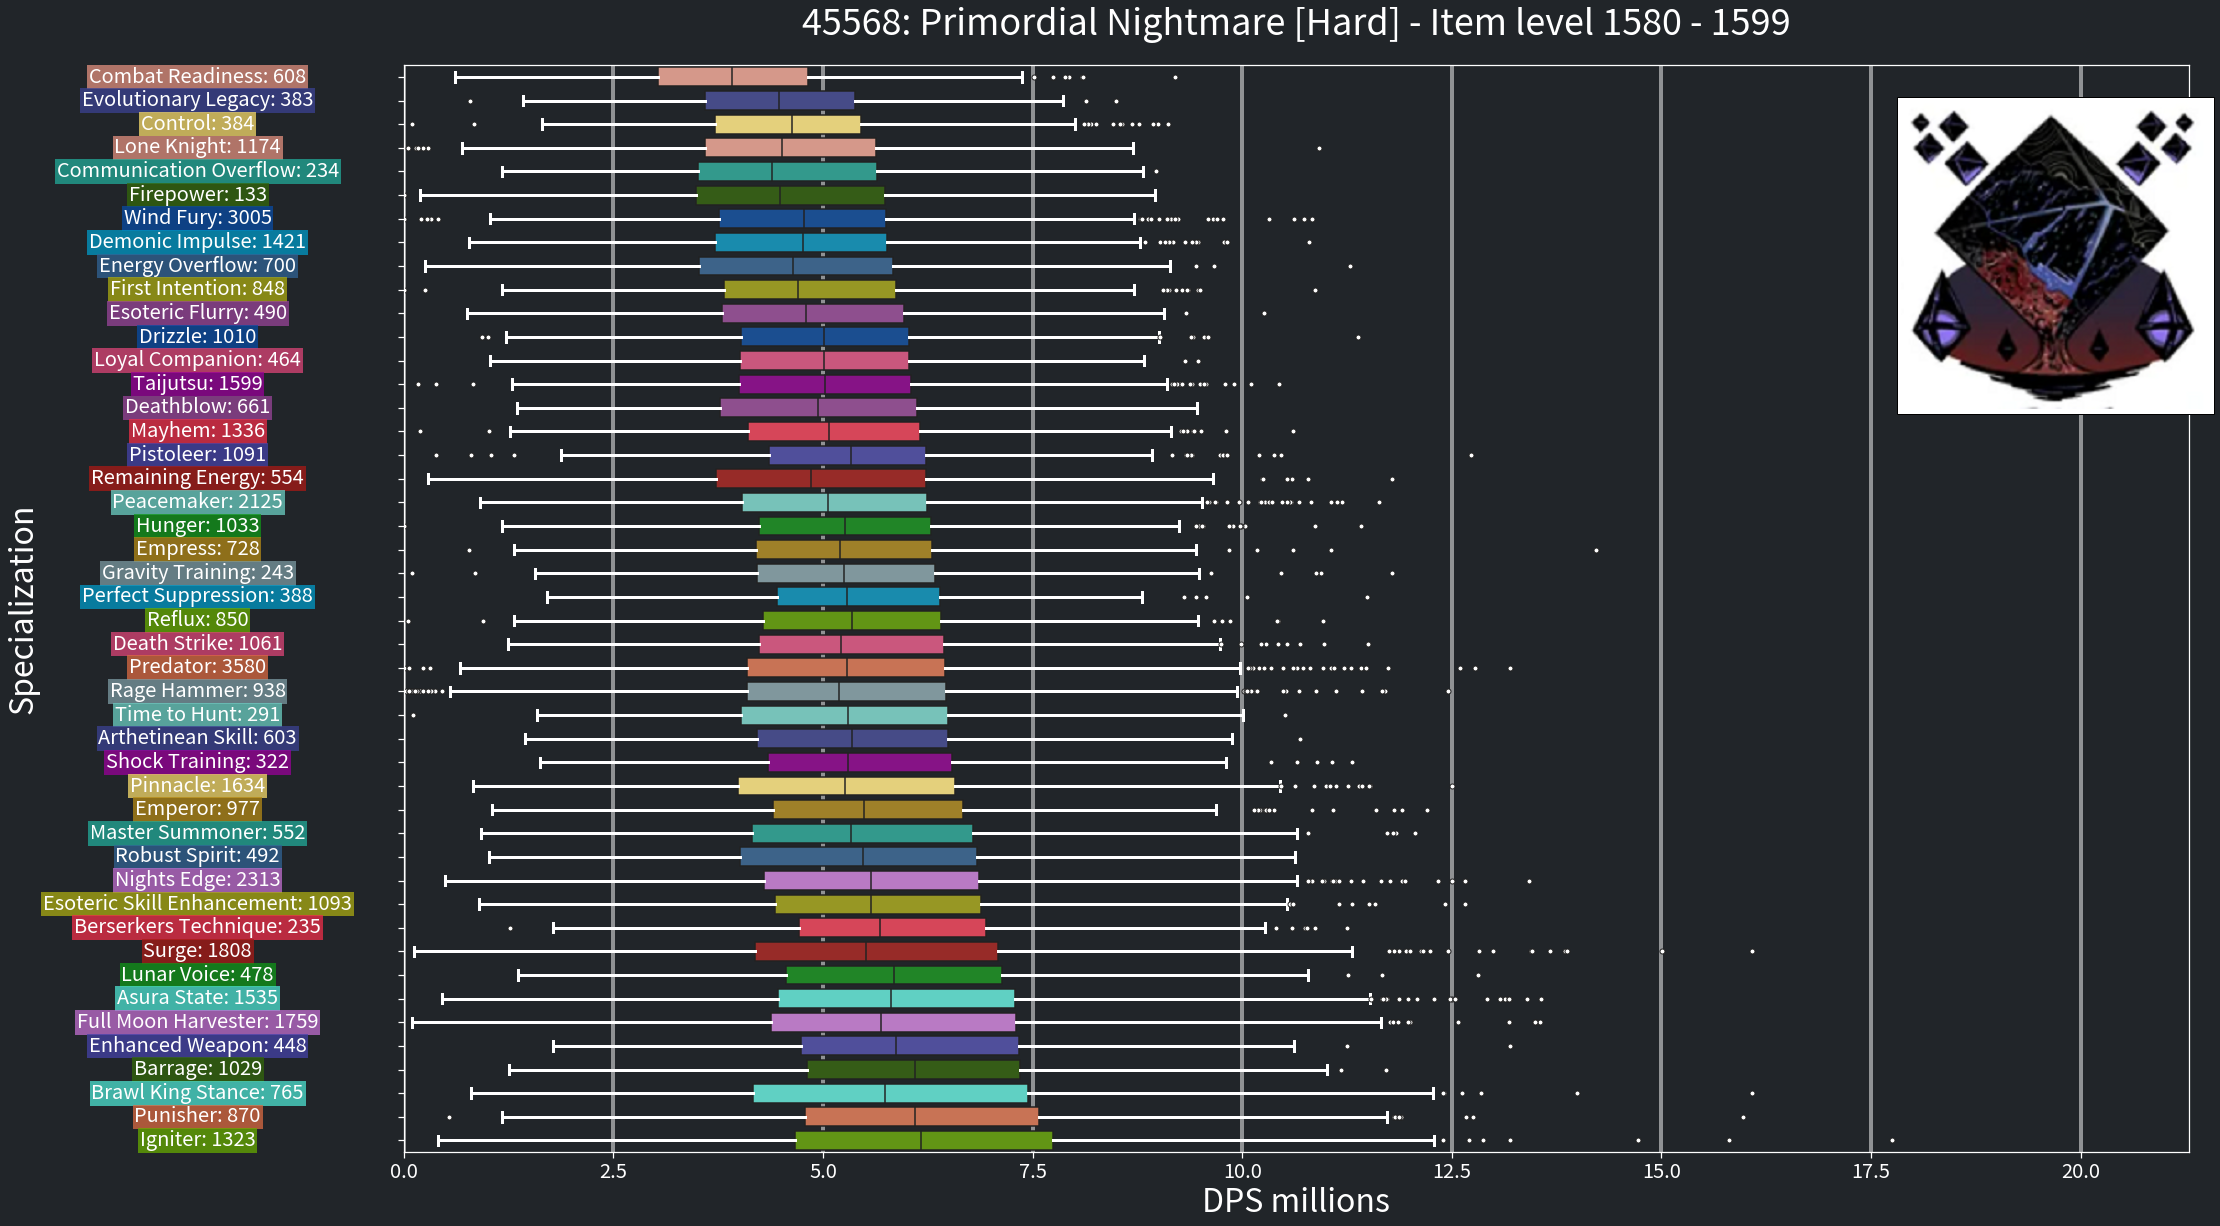 45568: Primordial Nightmare [Hard] - Item level 1580 - 1599
Combat Readiness: 608
Evolutionary Legacy: 383
Control: 384
Lone Knight: 1174
Communication Overflow: 234
Firepower: 133
Wind Fury: 3005
Demonic Impulse: 1421
Energy Overflow: 700
First Intention: 848
Esoteric Flurry: 490
Drizzle: 1010
Loyal Companion: 464
Taijutsu: 1599
Deathblow: 661
Mayhem: 1336
Pistoleer: 1091
Remaining Energy: 554
Peacemaker: 2125
Hunger: 1033
Empress: 728
Gravity Training: 243
Perfect Suppression: 388
Reflux: 850
Death Strike: 1061
Predator: 3580
Rage Hammer: 938
Time to Hunt: 291
Arthetinean Skill: 603
Shock Training: 322
Pinnacle: 1634
Emperor: 977
Master Summoner: 552
Robust Spirit: 492
Nights Edge: 2313
Esoteric Skill Enhancement: 1093
Berserkers Technique: 235
Surge: 1808
Lunar Voice: 478
Asura State: 1535
Full Moon Harvester: 1759
Enhanced Weapon: 448
Barrage: 1029
Brawl King Stance: 765
Punisher: 870
Igniter: 1323
Specialization
0.0 2.5 5.0 7.5 10.0 12.5 15.0 17.5 20.0
DPS millions